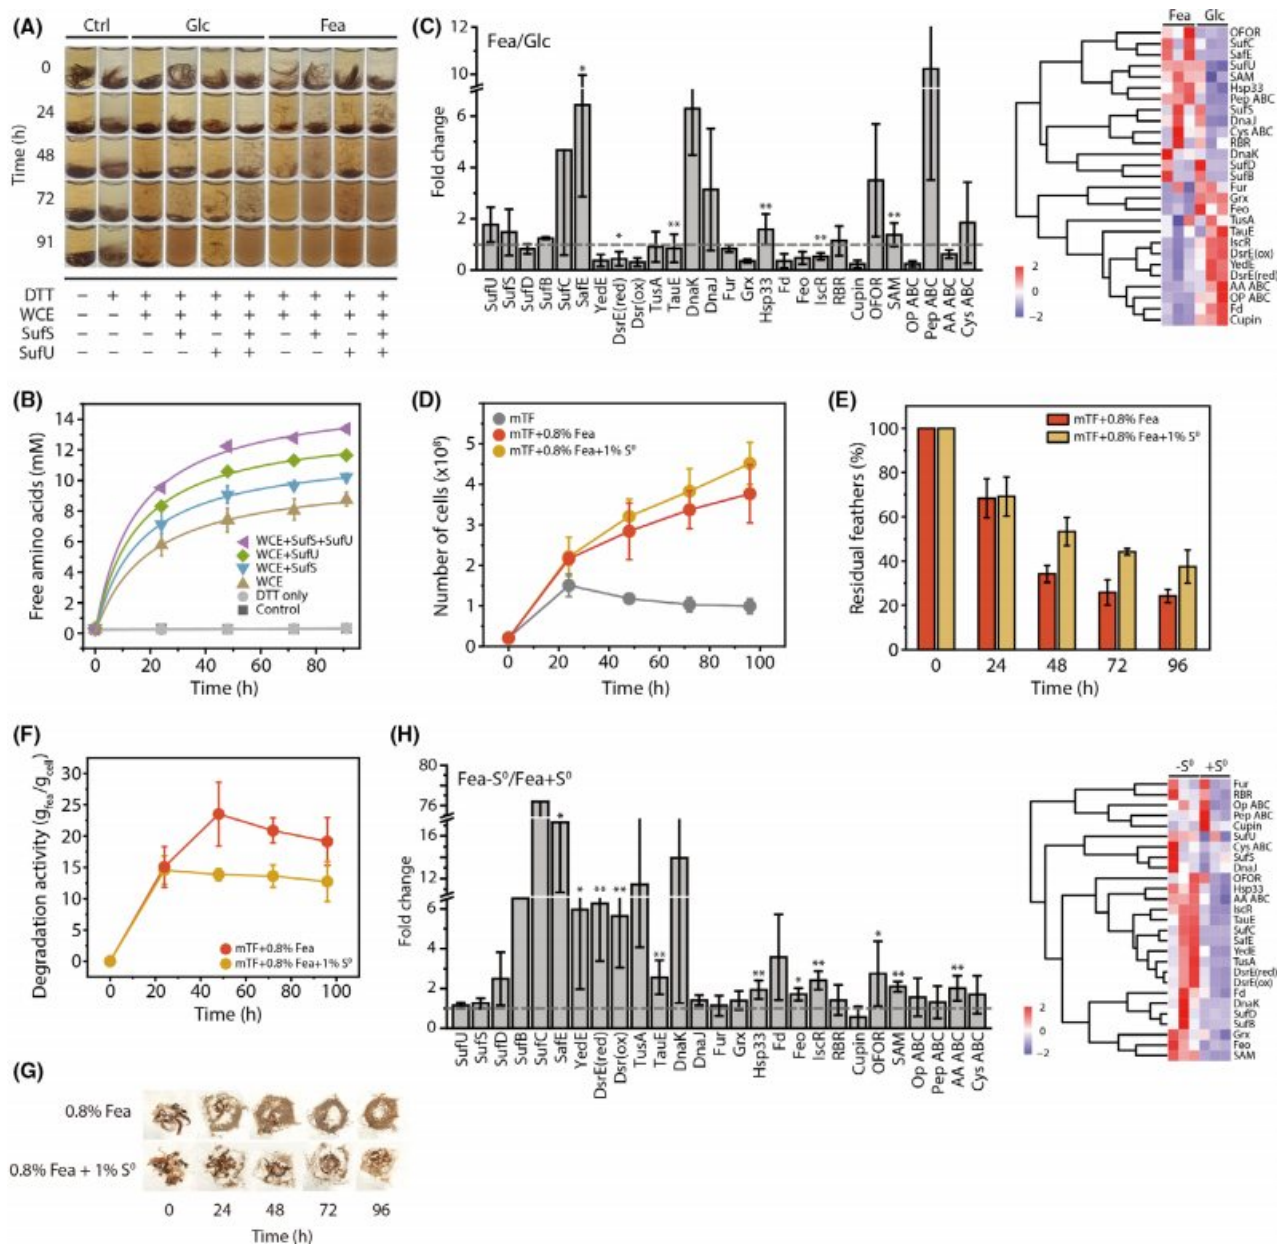 (A)
Ctrl Glc Fea
Time (h)
0
24
48
72
91
DTT − + + + + + + + + +
WCE − − + + + + + + + +
SufS − − − + − + − + − +
SufU − − − − + + − − + +
(C)
Fea/Glc
Fold change
12
10
8
6
4
2
0
* * ** ** ** **
SufU SufS SufD SufB SufC SafE YedE DsrE(red) Dsr(ox) TusA TauE DnaK DnaJ Fur Grx Hsp33 Fd Feo IscR RBR Cupin OFOR SAM OP ABC Pep ABC AA ABC Cys ABC
Fea Glc
OFOR
SufC
SafE
SufU
SAM
Hsp33
Pep ABC
SufS
DnaJ
Cys ABC
RBR
DnaK
SufD
SufB
Fur
Grx
Feo
TusA
TauE
IscR
DsrE(ox)
YedE
DsrE(red)
AA ABC
OP ABC
Fd
Cupin
2
0
−2
(B)
Free amino acids (mM)
14
12
10
8
6
4
2
0
WCE+SufS+SufU
WCE+SufU
WCE+SufS
WCE
DTT only
Control
0 20 40 60 80
Time (h)
(D)
Number of cells (x10⁸)
5
4
3
2
1
0
mTF
mTF+0.8% Fea
mTF+0.8% Fea+1% S⁰
0 20 40 60 80 100
Time (h)
(E)
Residual feathers (%)
100
80
60
40
20
0
mTF+0.8% Fea
mTF+0.8% Fea+1% S⁰
0 24 48 72 96
Time (h)
(F)
Degradation activity (g_fea/g_cell)
30
25
20
15
10
5
0
mTF+0.8% Fea
mTF+0.8% Fea+1% S⁰
0 20 40 60 80 100
Time (h)
(H)
Fea-S⁰/Fea+S⁰
Fold change
80
76
16
12
8
6
4
2
0
* * ** ** ** ** * ** * ** **
SufU SufS SufD SufB SufC SafE YedE DsrE(red) Dsr(ox) TusA TauE DnaK DnaJ Fur Grx Hsp33 Fd Feo IscR RBR Cupin OFOR SAM Op ABC Pep ABC AA ABC Cys ABC
-S⁰ +S⁰
Fur
RBR
Op ABC
Pep ABC
Cupin
SufU
Cys ABC
SufS
DnaJ
OFOR
Hsp33
AA ABC
IscR
TauE
SufC
SafE
YedE
TusA
DsrE(red)
DsrE(ox)
Fd
DnaK
SufD
SufB
Grx
Feo
SAM
2
0
−2
(G)
0.8% Fea
0.8% Fea + 1% S⁰
0 24 48 72 96
Time (h)